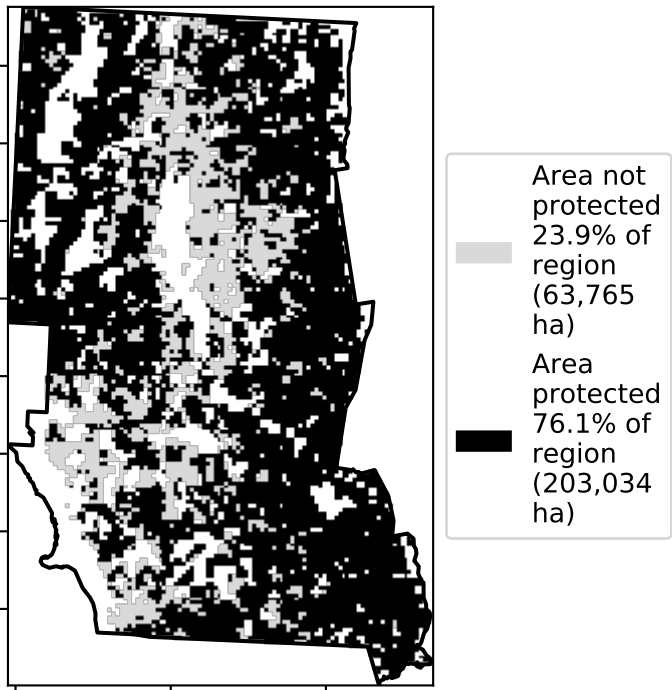 Area not
protected
23.9% of
region
(63,765
ha)
Area
protected
76.1% of
region
(203,034
ha)